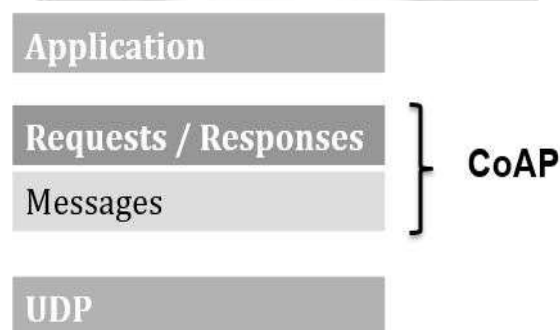 Application
Requests / Responses
CoAP
Messages
UDP